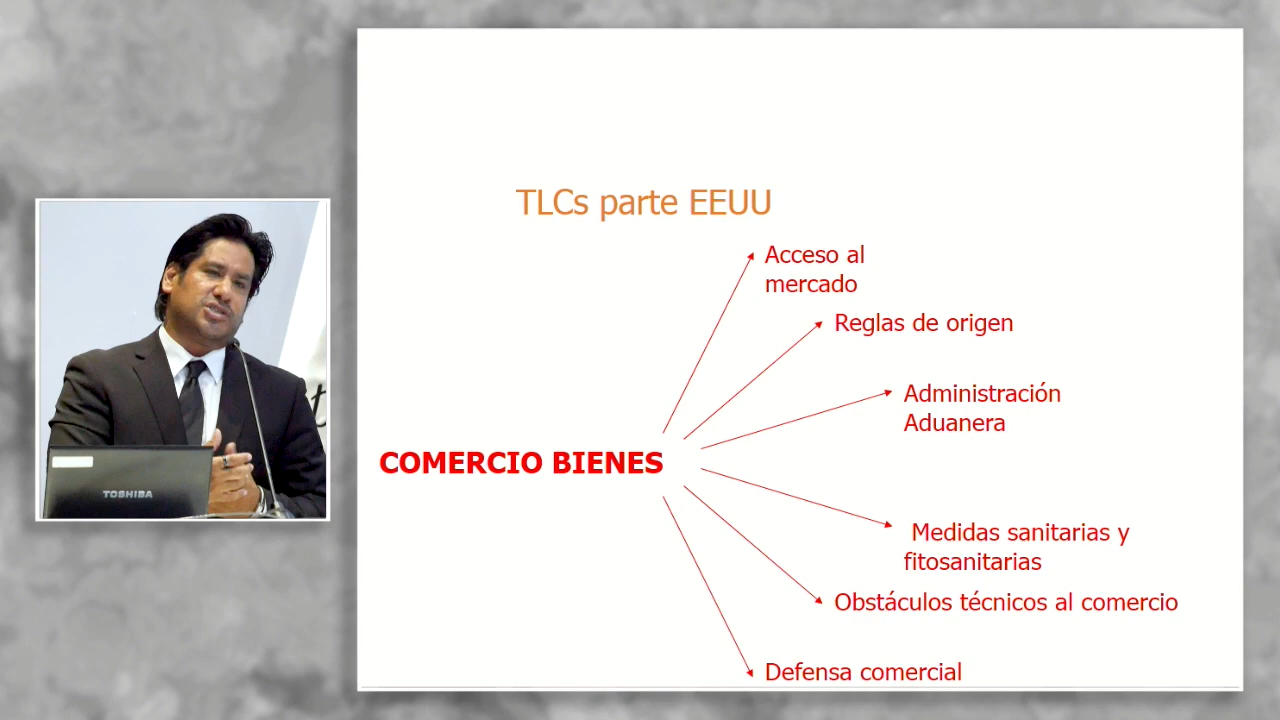 TLCs parte EEUU
Acceso al
mercado
Reglas de origen
Administración
Aduanera
COMERCIO BIENES
Medidas sanitarias y
fitosanitarias
Obstáculos técnicos al comercio
Defensa comercial
TOSHIBA